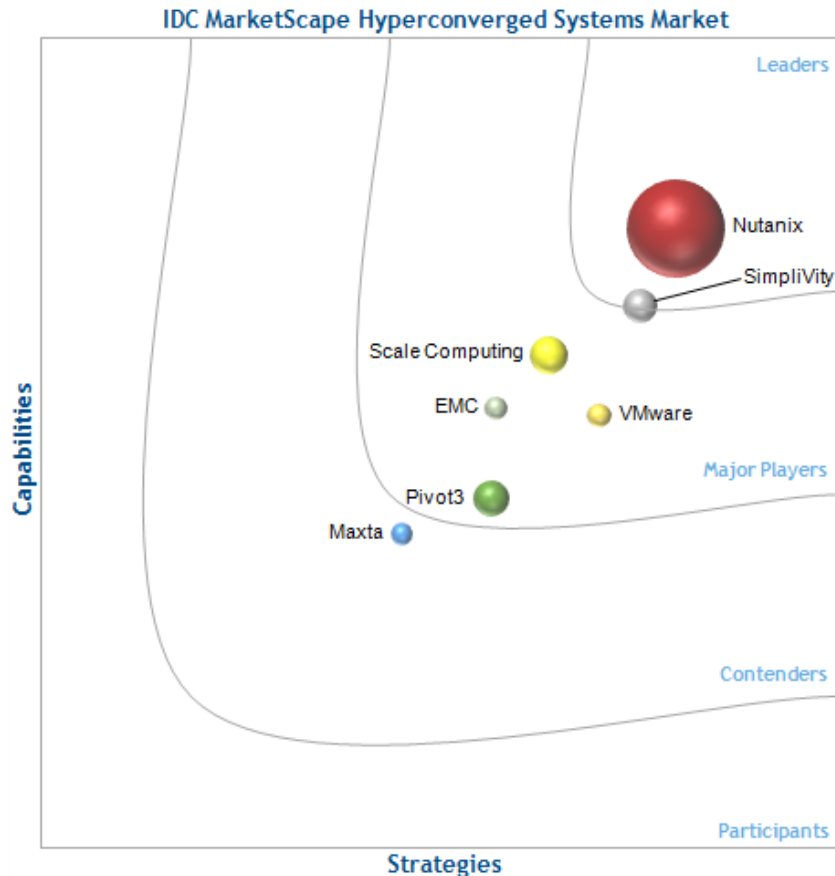 IDC MarketScape Hyperconverged Systems Market
Leaders
Nutanix
SimpliVity
Scale Computing
EMC
VMware
Capabilities
Major Players
Pivot3
Maxta
Contenders
Participants
Strategies